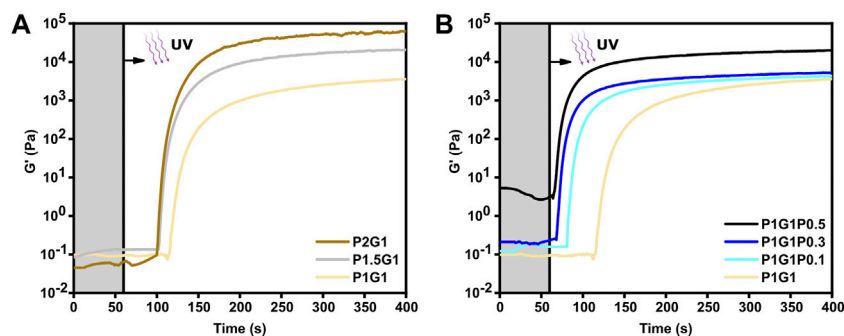 A
UV
10^5
10^4
10^3
10^2
10^1
10^0
10^-1
10^-2
G' (Pa)
P2G1
P1.5G1
P1G1
0 50 100 150 200 250 300 350 400
Time (s)
B
UV
10^5
10^4
10^3
10^2
10^1
10^0
10^-1
10^-2
G' (Pa)
P1G1P0.5
P1G1P0.3
P1G1P0.1
P1G1
0 50 100 150 200 250 300 350 400
Time (s)